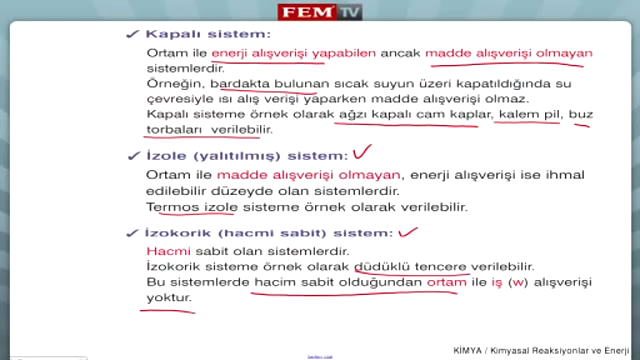 FEM TV
Kapalı sistem:
Ortam ile enerji alışverişi yapabilen ancak madde alışverişi olmayan
sistemlerdir.
Örneğin, bardakta bulunan sıcak suyun üzeri kapatıldığında su
çevresiyle ısı alış verişi yaparken madde alışverişi olmaz.
Kapalı sisteme örnek olarak ağzı kapalı cam kaplar, kalem pil, buz
torbaları verilebilir.
İzole (yalıtılmış) sistem:
Ortam ile madde alışverişi olmayan, enerji alışverişi ise ihmal
edilebilir düzeyde olan sistemlerdir.
Termos izole sisteme örnek olarak verilebilir.
İzokorik (hacmi sabit) sistem:
Hacmi sabit olan sistemlerdir.
İzokorik sisteme örnek olarak düdüklü tencere verilebilir.
Bu sistemlerde hacim sabit olduğundan ortam ile iş (w) alışverişi
yoktur.
KİMYA / Kimyasal Reaksiyonlar ve Enerji